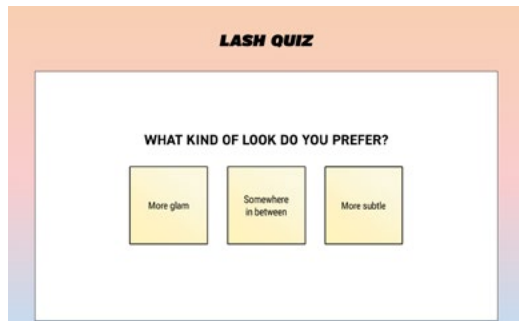 LASH QUIZ
WHAT KIND OF LOOK DO YOU PREFER?
More glam
Somewhere
in between
More subtle